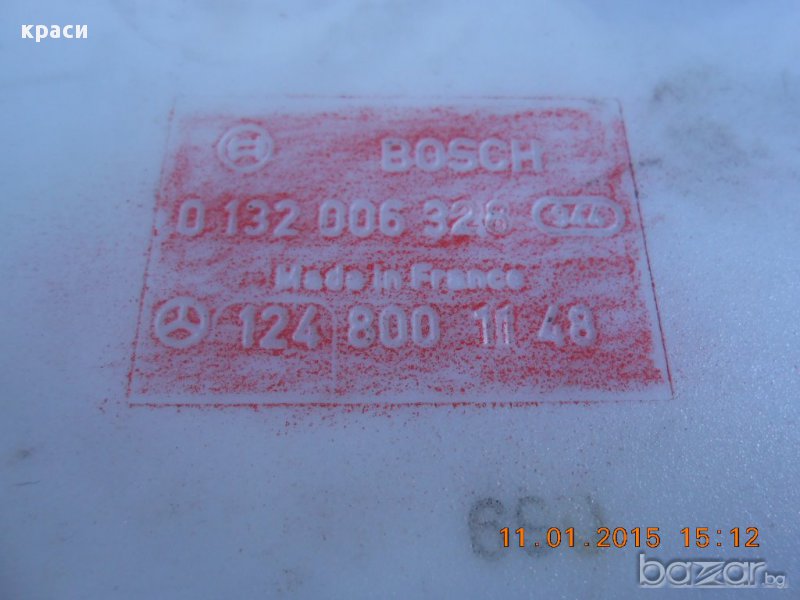 краси
BOSCH
0 132 006 328 344
Made in France
124 800 11 48
11.01.2015 15:12
bazar.bg